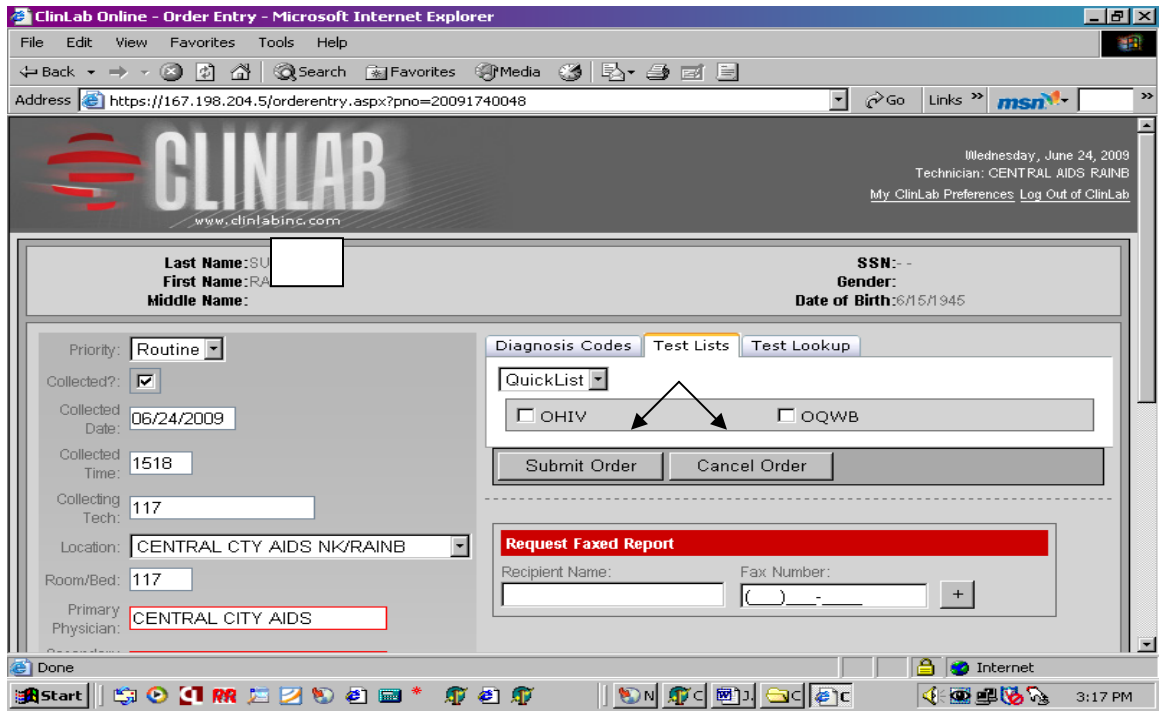 ClinLab Online - Order Entry - Microsoft Internet Explorer
File Edit View Favorites Tools Help
Back Search Favorites Media
Address https://167.198.204.5/orderentry.aspx?pno=20091740048 Go Links » msn »
CLINLAB
www.clinlabinc.com
Wednesday, June 24, 2009
Technician: CENTRAL AIDS RAINB
My ClinLab Preferences Log Out of ClinLab
Last Name:SU
First Name:RA
Middle Name:
SSN:- -
Gender:
Date of Birth:6/15/1945
Priority: Routine
Collected?:
Collected
Date: 06/24/2009
Collected
Time: 1518
Collecting
Tech: 117
Location: CENTRAL CTY AIDS NK/RAINB
Room/Bed: 117
Primary
Physician: CENTRAL CITY AIDS
Diagnosis Codes Test Lists Test Lookup
QuickList
OHIV OQWB
Submit Order Cancel Order
Request Faxed Report
Recipient Name: Fax Number:
(___)___-____ +
Done Internet
Start N C J. C C 3:17 PM